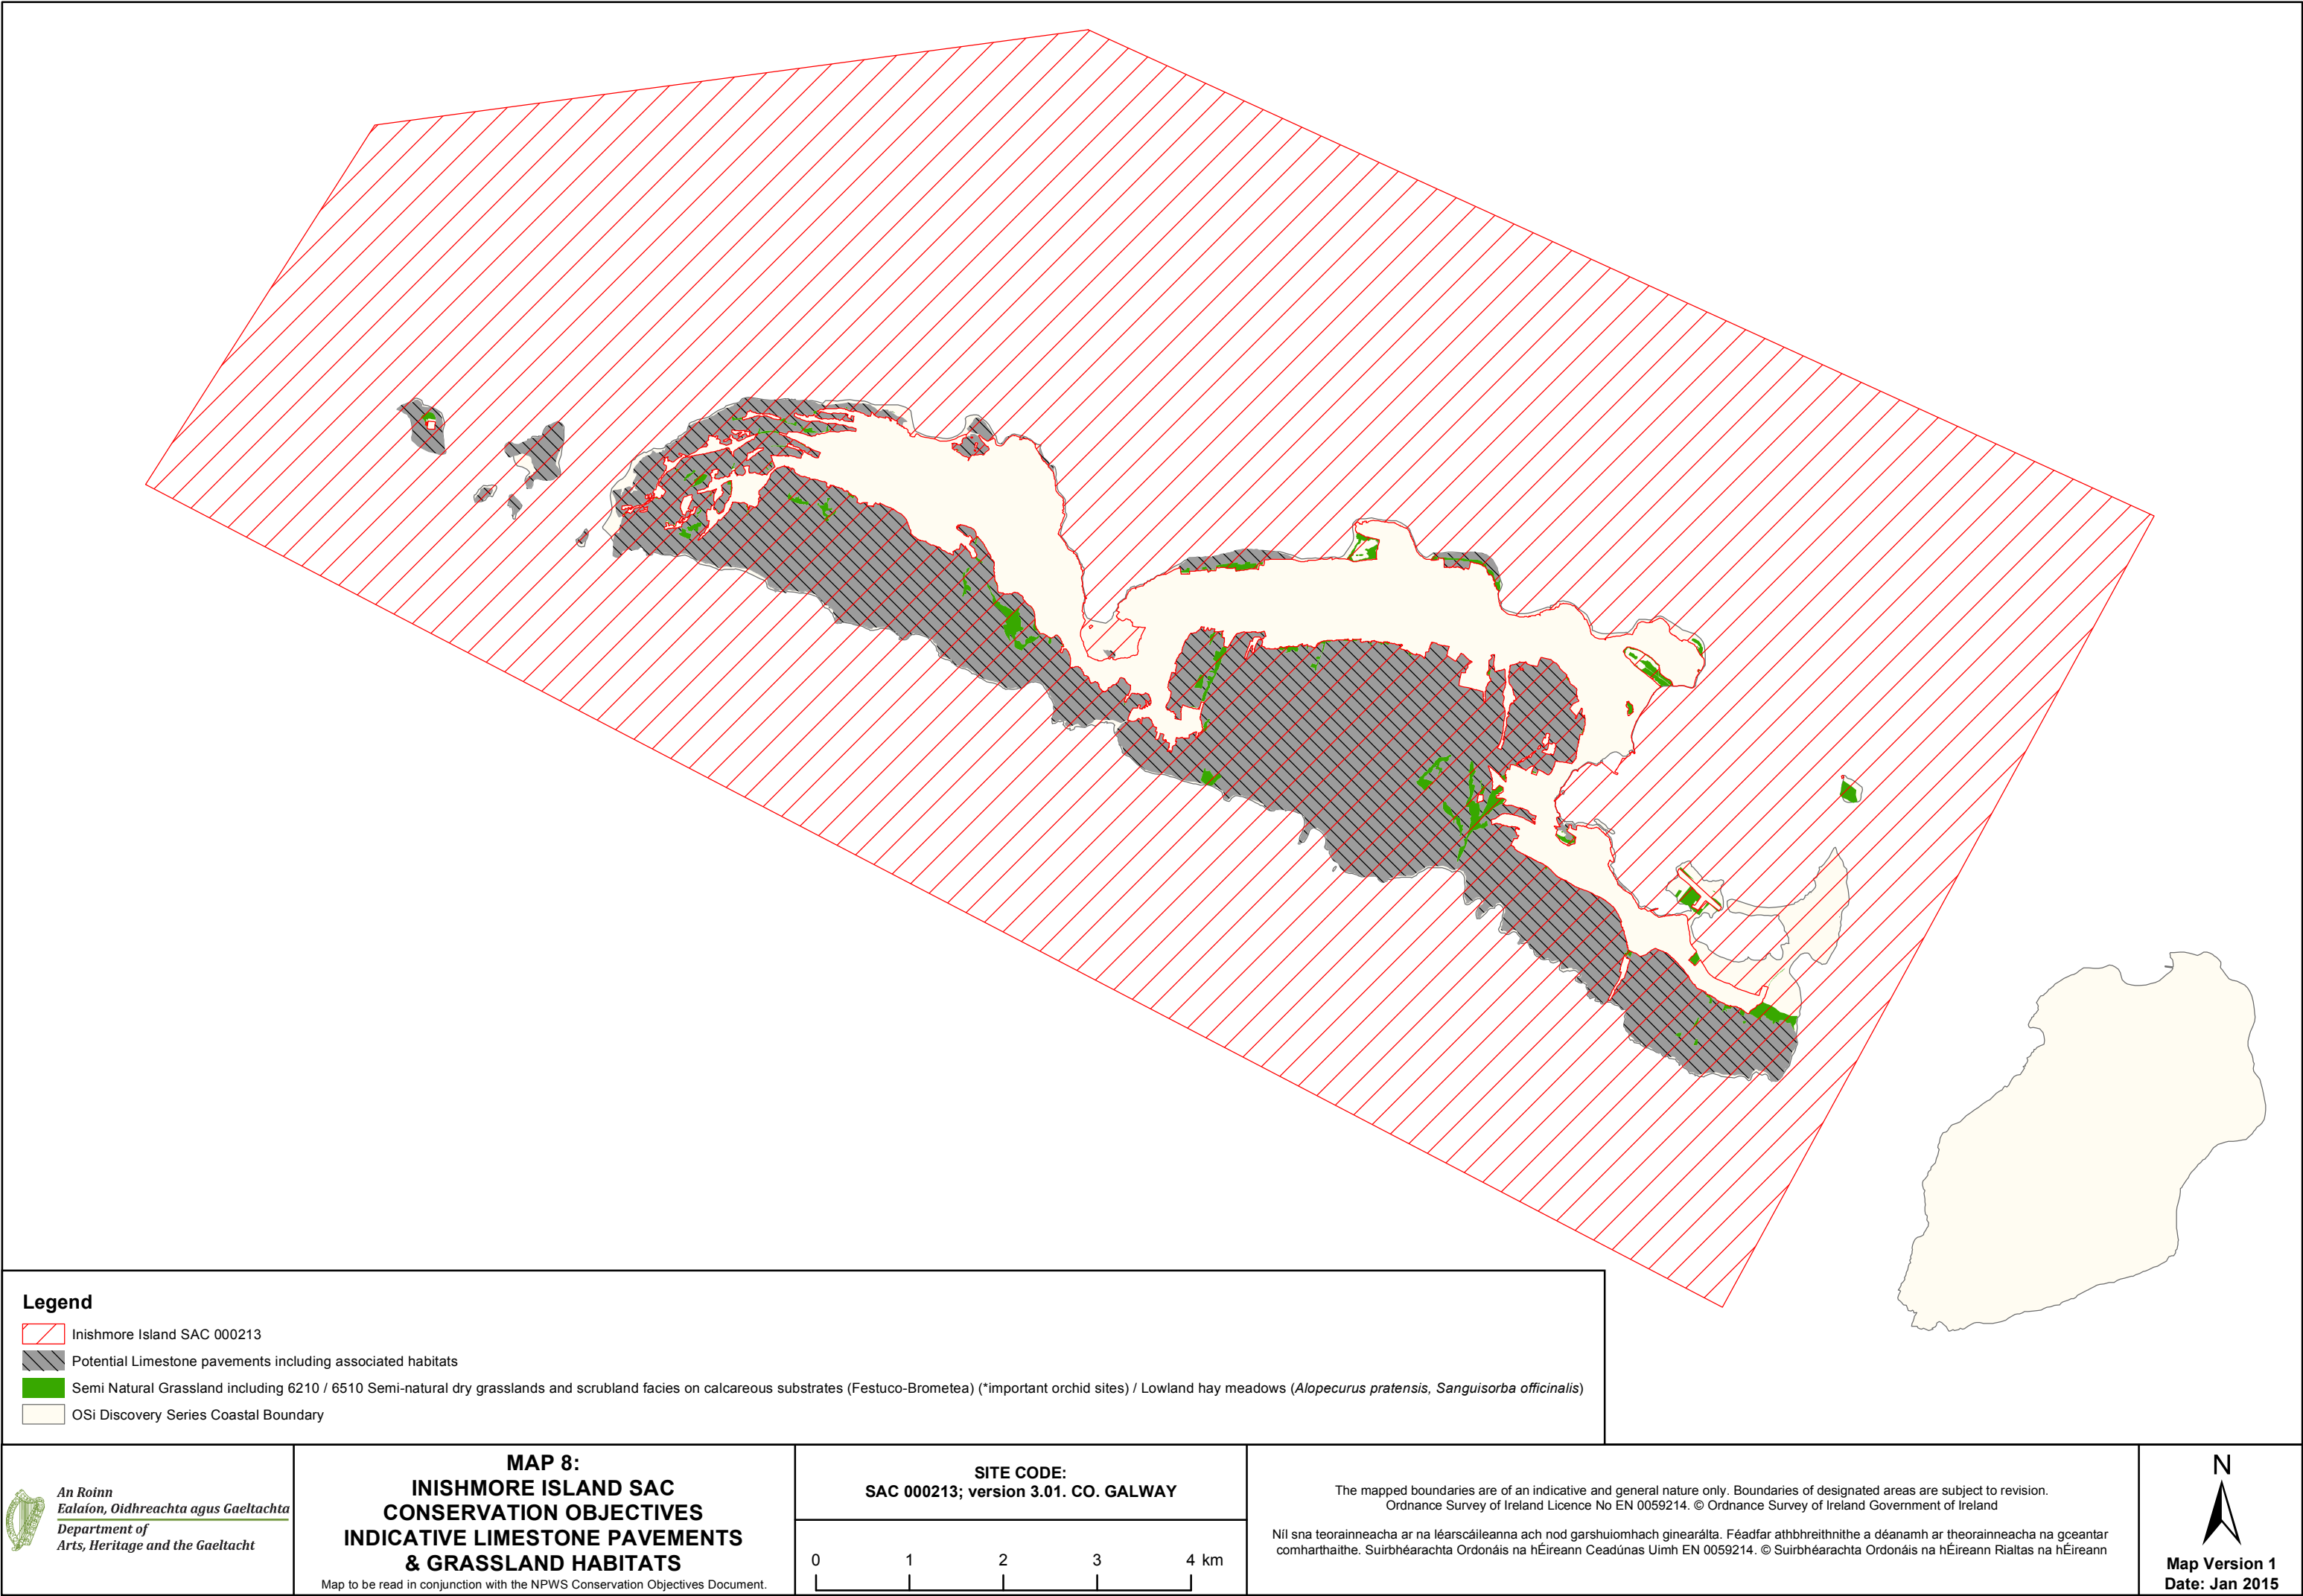 Legend
Inishmore Island SAC 000213
Potential Limestone pavements including associated habitats
Semi Natural Grassland including 6210 / 6510 Semi-natural dry grasslands and scrubland facies on calcareous substrates (Festuco-Brometea) (*important orchid sites) / Lowland hay meadows (Alopecurus pratensis, Sanguisorba officinalis)
OSi Discovery Series Coastal Boundary
An Roinn
Ealaíon, Oidhreachta agus Gaeltachta
Department of
Arts, Heritage and the Gaeltacht
MAP 8:
INISHMORE ISLAND SAC
CONSERVATION OBJECTIVES
INDICATIVE LIMESTONE PAVEMENTS
& GRASSLAND HABITATS
Map to be read in conjunction with the NPWS Conservation Objectives Document.
SITE CODE:
SAC 000213; version 3.01. CO. GALWAY
0 1 2 3 4 km
The mapped boundaries are of an indicative and general nature only. Boundaries of designated areas are subject to revision.
Ordnance Survey of Ireland Licence No EN 0059214. © Ordnance Survey of Ireland Government of Ireland
Níl sna teorainneacha ar na léarscáileanna ach nod garshuiomhach ginearálta. Féadfar athbhreithnithe a déanamh ar theorainneacha na gceantar
comharthaithe. Suirbhéarachta Ordonáis na hÉireann Ceadúnas Uimh EN 0059214. © Suirbhéarachta Ordonáis na hÉireann Rialtas na hÉireann
N
Map Version 1
Date: Jan 2015